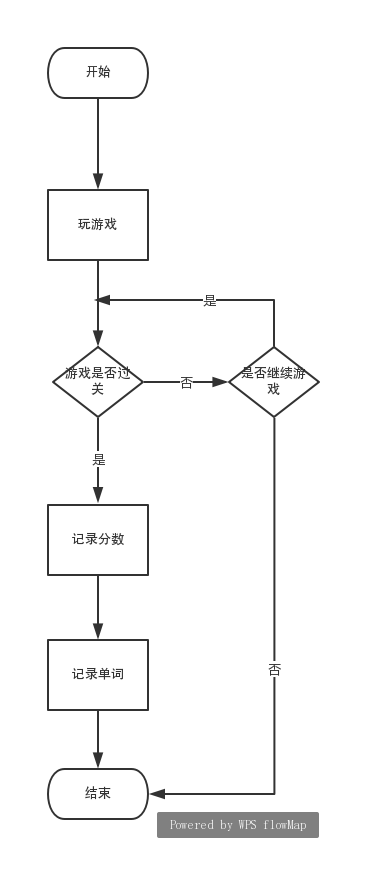 开始
玩游戏
是
游戏是否过
关
否
是否继续游
戏
是
记录分数
记录单词
否
结束
Powered by WPS flowMap